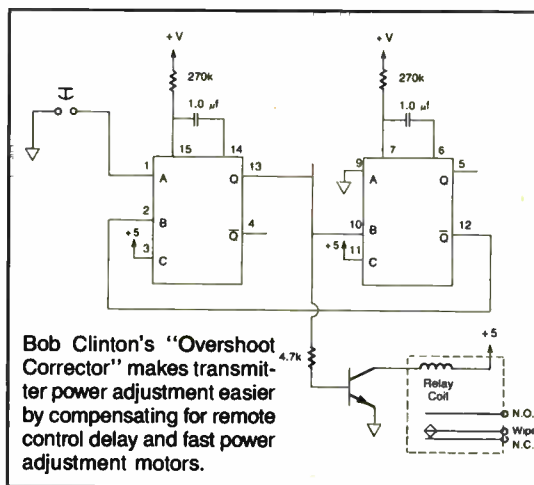 + V
+ V
270k
270k
1.0 µf
1.0 µf
15
14
7
6
1
A
Q
13
9
A
Q
5
2
B
10
B
Q
12
+5
3
C
Q
4
+5
11
C
Bob Clinton's "Overshoot
Corrector" makes transmit-
ter power adjustment easier
by compensating for remote
control delay and fast power
adjustment motors.
4.7k
+ 5
Relay
Coil
N.O.
Wipe
N.C.